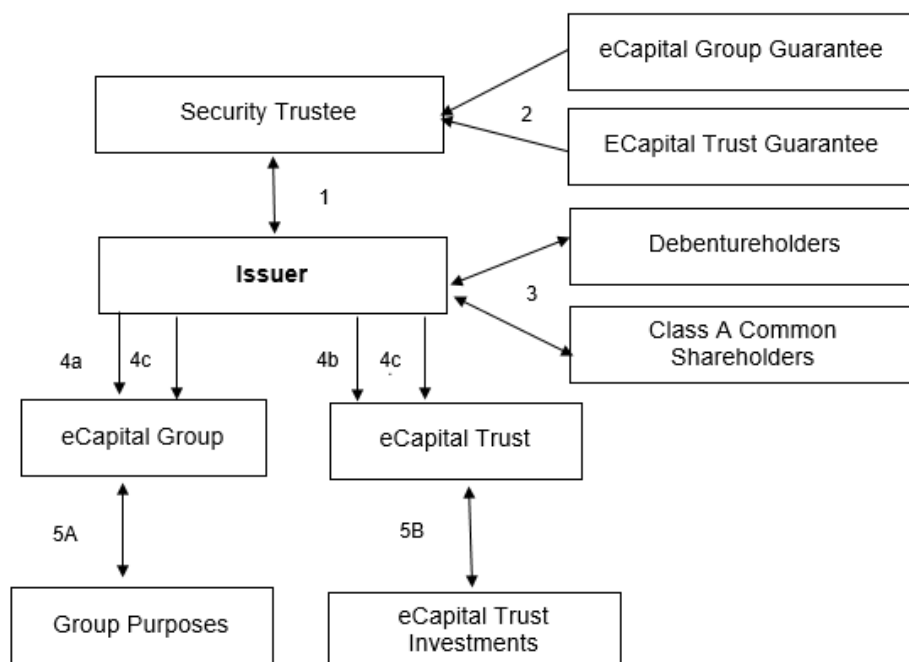 eCapital Group Guarantee
Security Trustee
2
ECapital Trust Guarantee
1
Debentureholders
Issuer
3
Class A Common
Shareholders
4a
4c
4b
4c
eCapital Group
eCapital Trust
5A
5B
Group Purposes
eCapital Trust
Investments